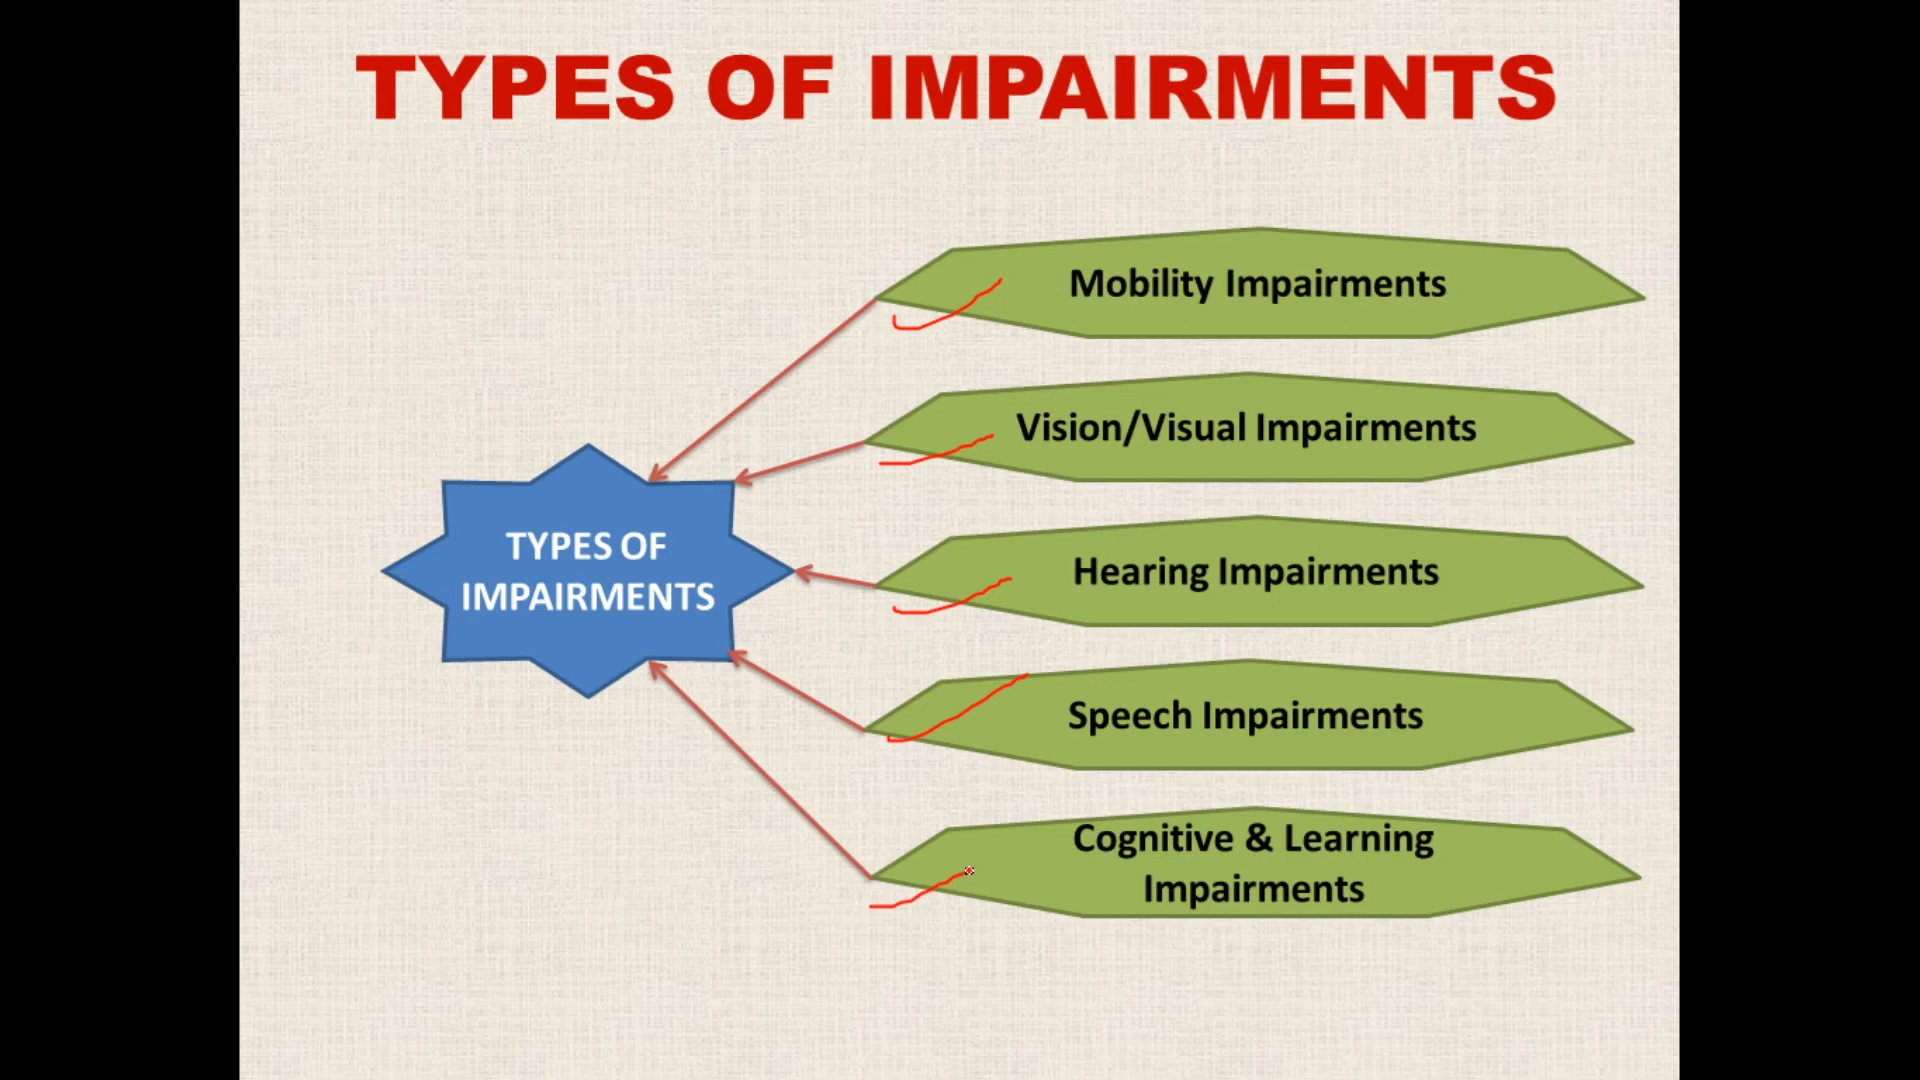 TYPES OF IMPAIRMENTS
Mobility Impairments
Vision/Visual Impairments
TYPES OF
IMPAIRMENTS
Hearing Impairments
Speech Impairments
Cognitive & Learning
Impairments